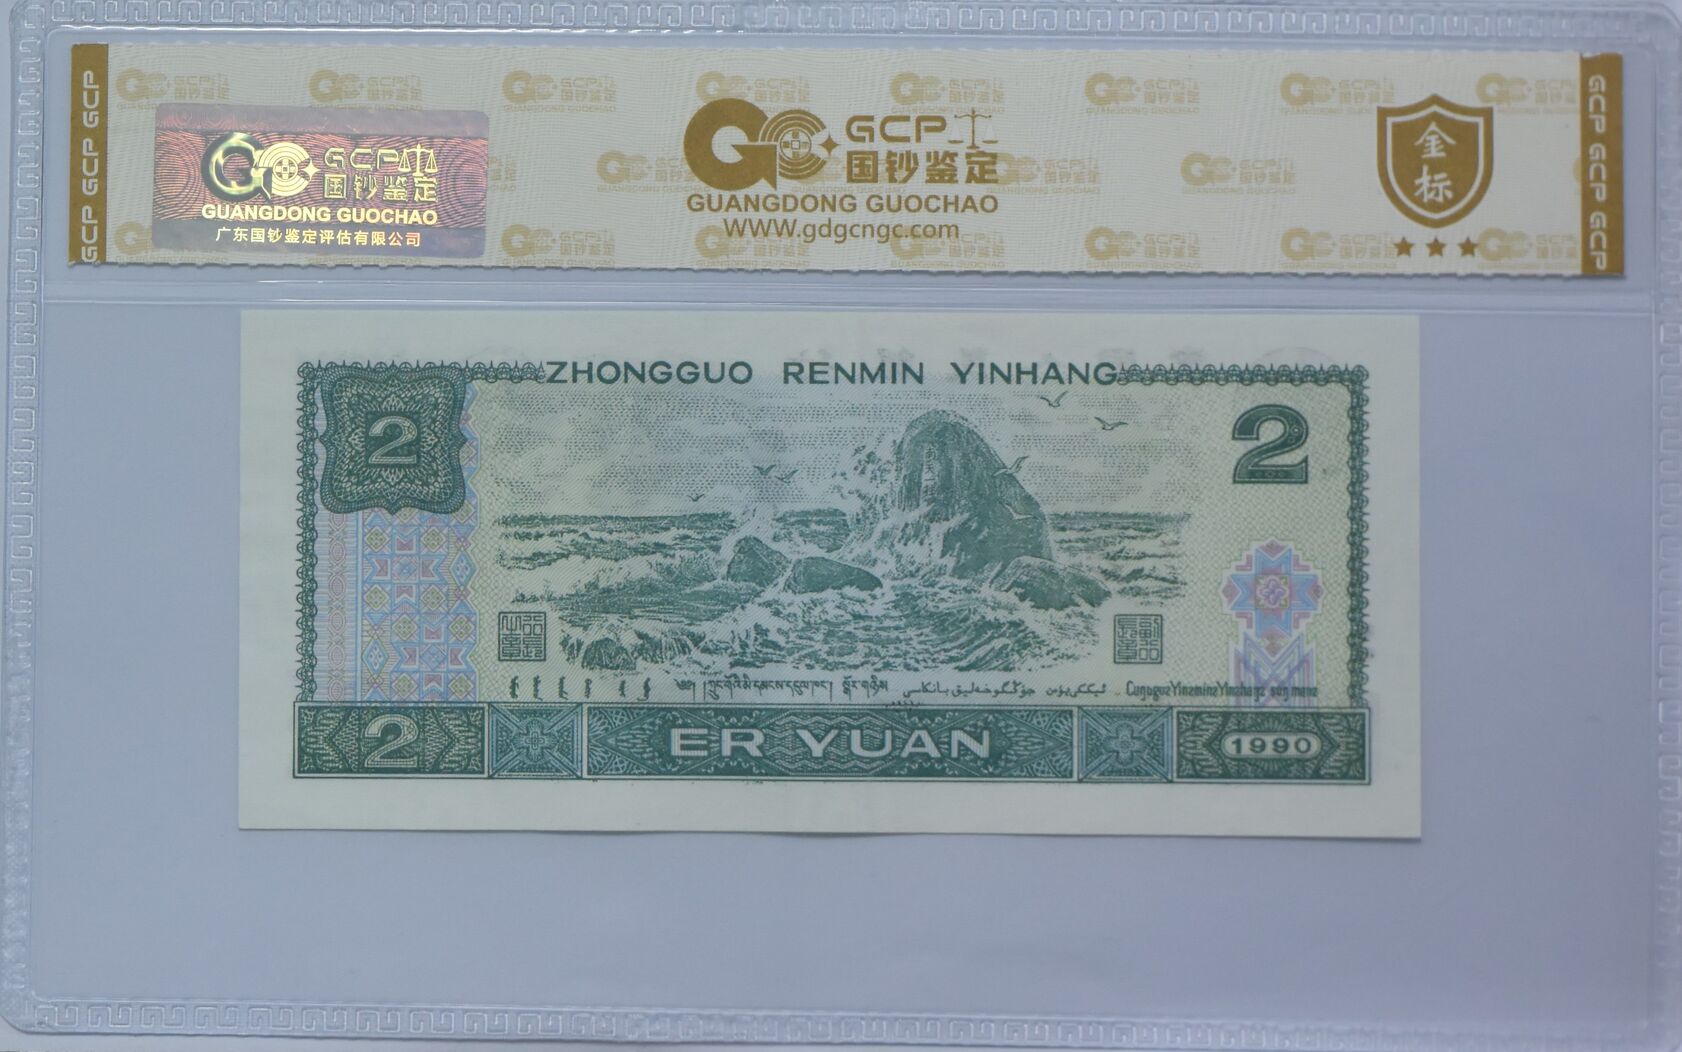 GCP GCP GCP
GCP
国钞鉴定
GUANGDONG GUOCHAO
广东国钞鉴定评估有限公司
GCP
国钞鉴定
GUANGDONG GUOCHAO
WWW.gdgcngc.com
金标
GCP GCP GCP
ZHONGGUO RENMIN YINHANG
2
2
2
ER YUAN
1990